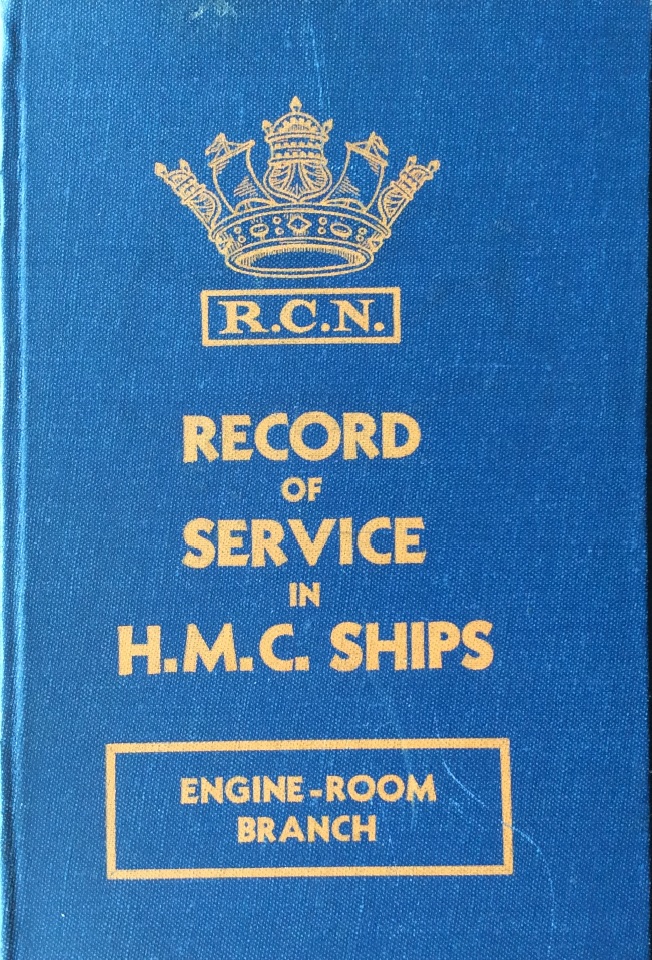 R.C.N.
RECORD
OF
SERVICE
IN
H.M.C. SHIPS
ENGINE-ROOM
BRANCH